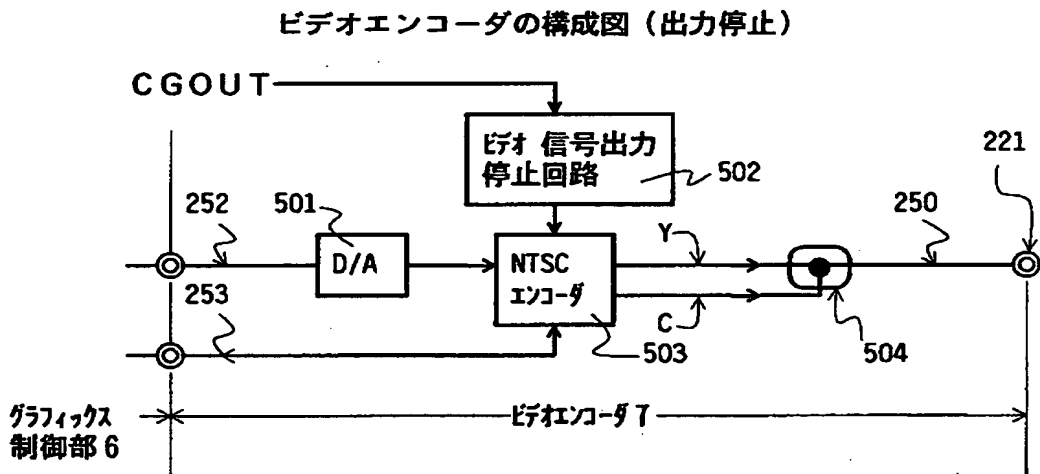 ビデオエンコーダの構成図（出力停止）
CGOUT
ビデオ 信号出力
停止回路
502
221
252
501
Y
250
D/A
NTSC
エンコーダ
253
C
503
504
グラフィックス
制御部6
ビデオエンコーダ7